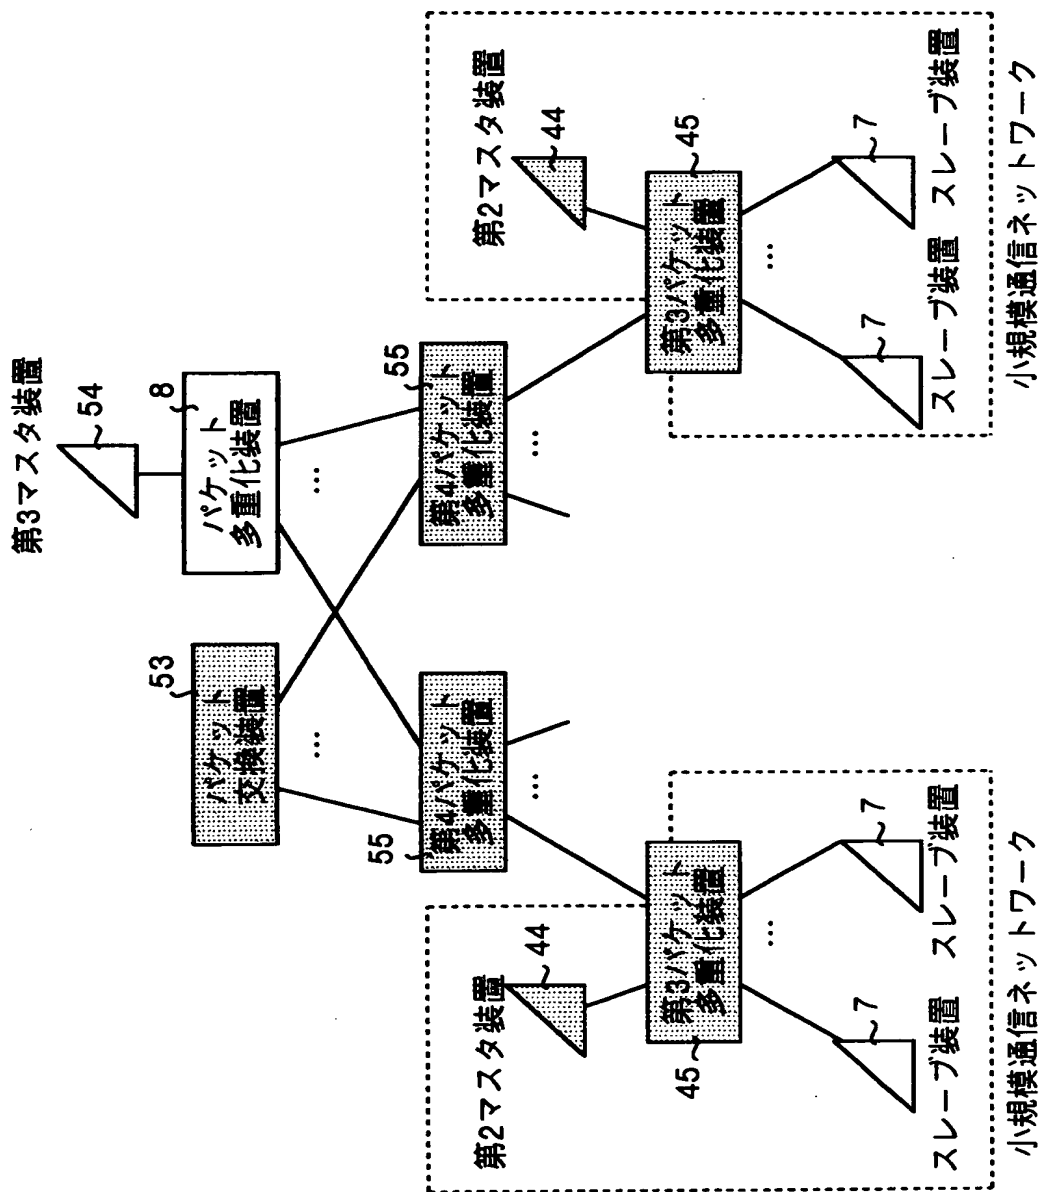 第3マスタ装置
54
パケット
交換装置
53
パケット
多重化装置
8
…
…
第4パケット
多重化装置
55
第4パケット
多重化装置
55
…
…
第2マスタ装置
44
第3パケット
多重化装置
45
…
スレーブ装置
7
スレーブ装置
7
小規模通信ネットワーク
第2マスタ装置
44
第3パケット
多重化装置
45
…
スレーブ装置
7
スレーブ装置
7
小規模通信ネットワーク